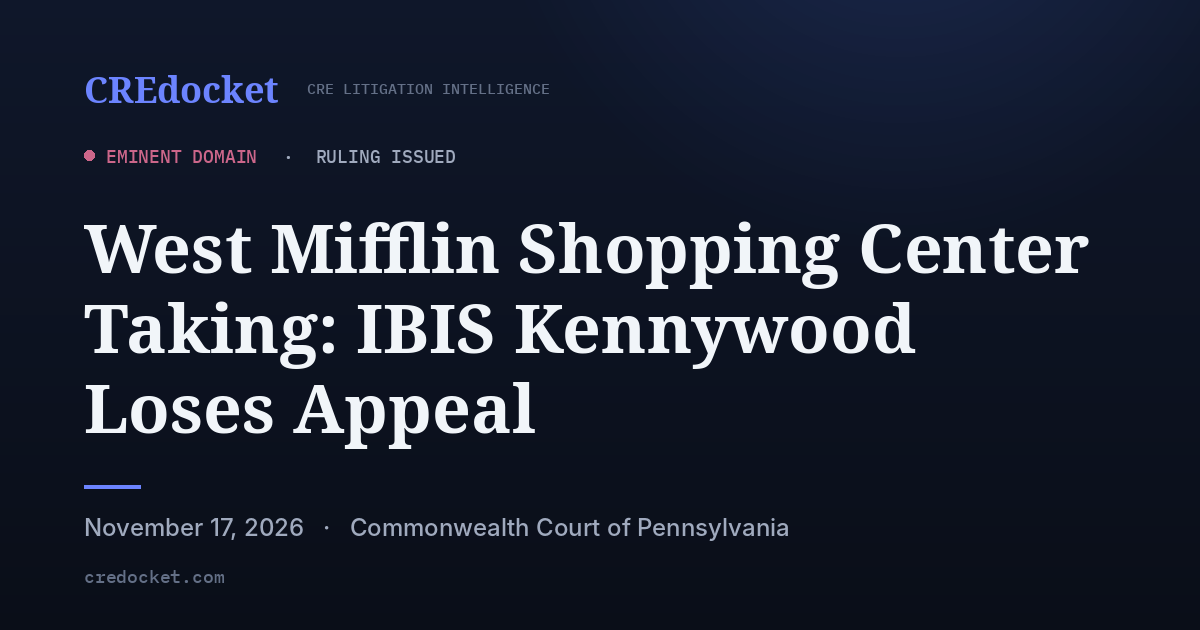 CREdocket CRE LITIGATION INTELLIGENCE
EMINENT DOMAIN · RULING ISSUED
West Mifflin Shopping Center
Taking: IBIS Kennywood
Loses Appeal
November 17, 2026 · Commonwealth Court of Pennsylvania
credocket.com